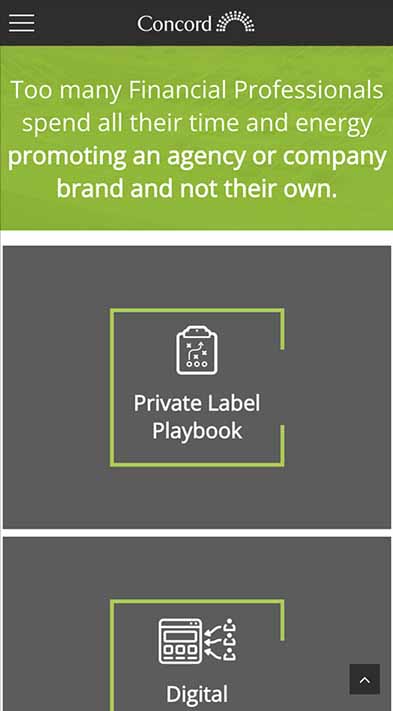 Concord
Too many Financial Professionals
spend all their time and energy
promoting an agency or company
brand and not their own.
Private Label
Playbook
Digital